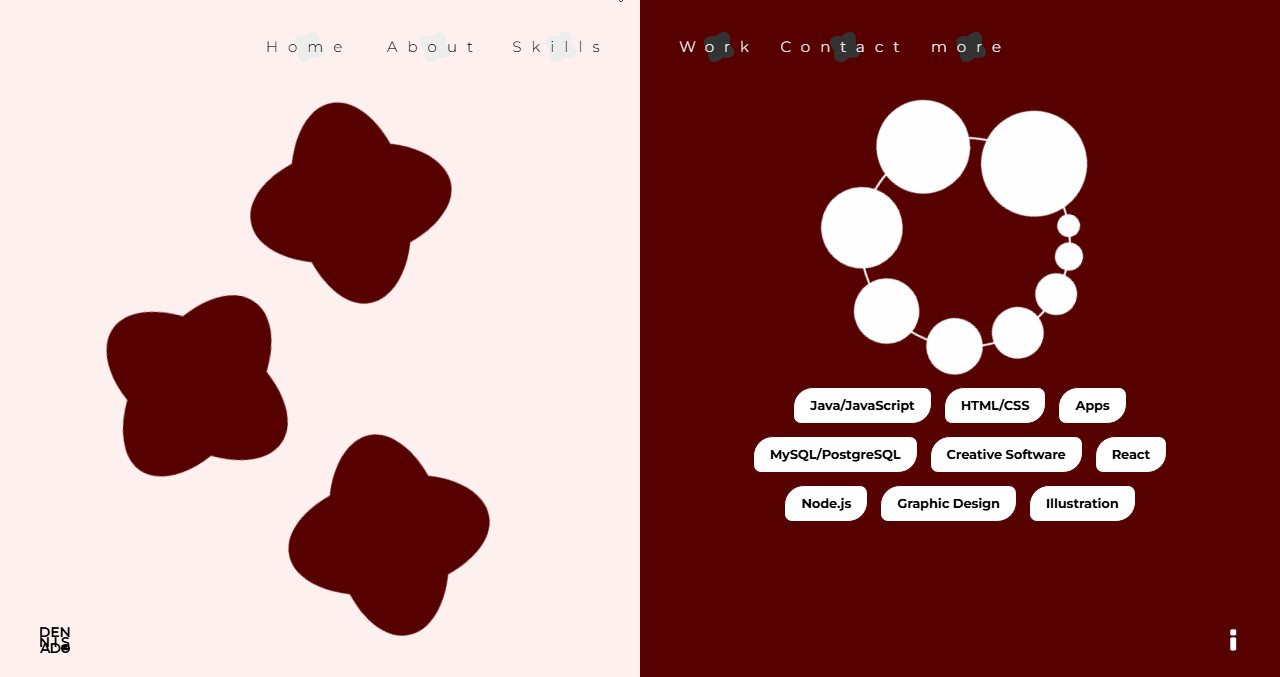 Home About Skills Work Contact more
Java/JavaScript HTML/CSS Apps
MySQL/PostgreSQL Creative Software React
Node.js Graphic Design Illustration
DEN
NTS
ADO
i